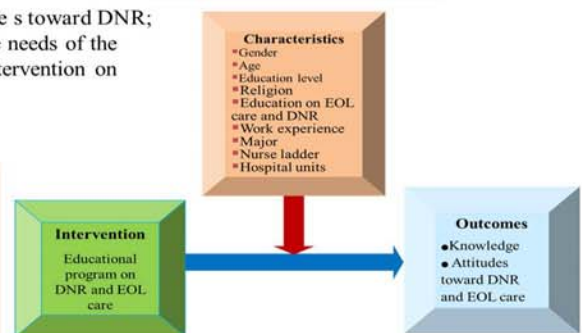 s toward DNR;
needs of the
tervention on
Characteristics
▪Gender
▪Age
▪Education level
▪Religion
▪Education on EOL
care and DNR
▪Work experience
▪Major
▪Nurse ladder
▪Hospital units
Intervention
Educational
program on
DNR and EOL
care
Outcomes
●Knowledge
● Attitudes
toward DNR
and EOL care